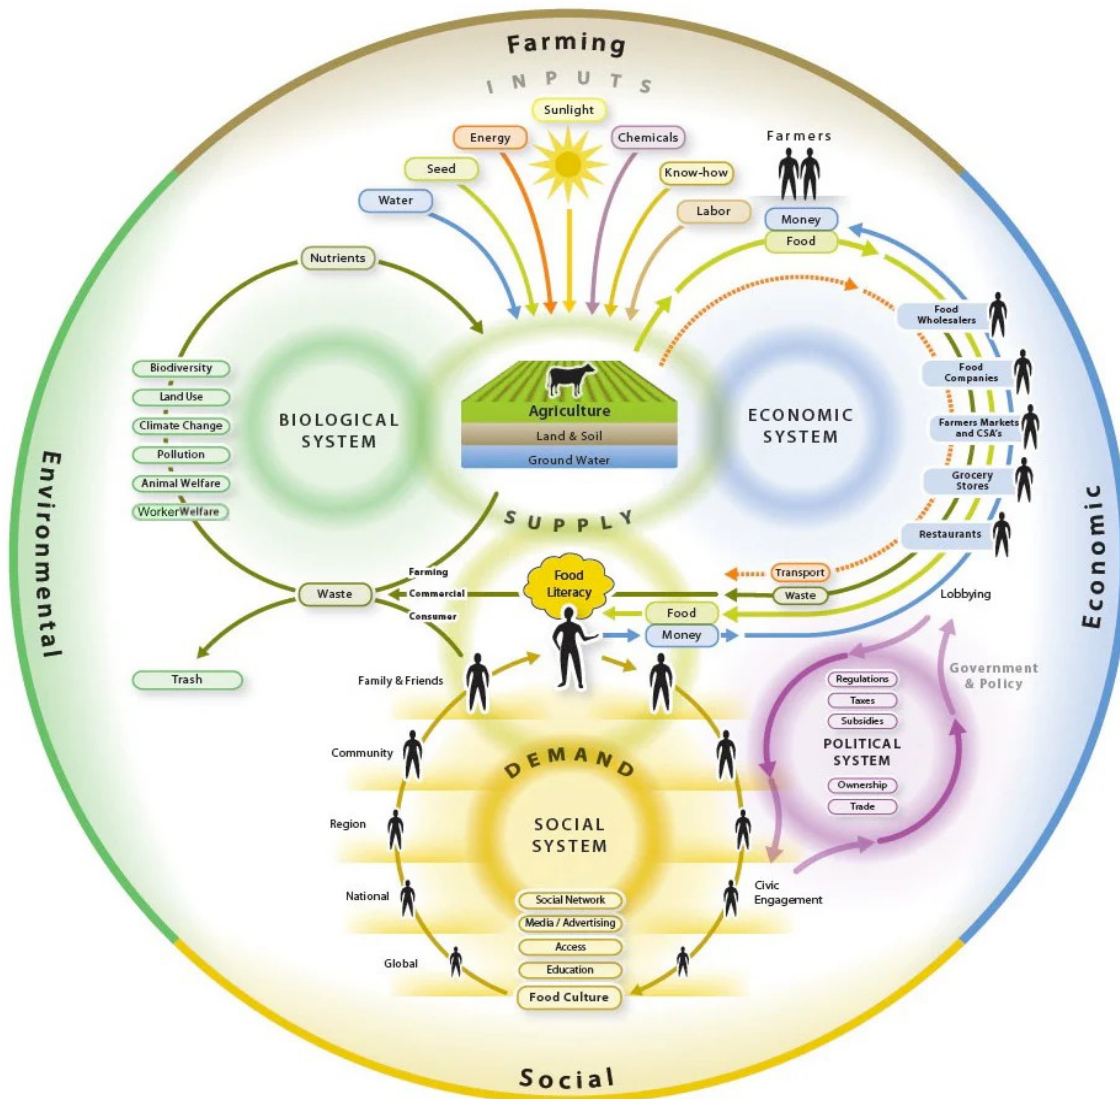 Farming
INPUTS
Sunlight
Energy
Chemicals
Farmers
Seed
Know-how
Water
Labor
Money
Food
Nutrients
Food
Wholesalers
Biodiversity
Land Use
Climate Change
Pollution
Animal Welfare
WorkerWelfare
BIOLOGICAL
SYSTEM
Agriculture
Land & Soil
Ground Water
ECONOMIC
SYSTEM
Food
Companies
Farmers Markets
and CSA's
Grocery
Stores
Restaurants
Environmental
Economic
SUPPLY
Farming
Commercial
Consumer
Waste
Trash
Food
Literacy
Transport
Waste
Food
Money
Lobbying
Government
& Policy
Regulations
Taxes
Subsidies
POLITICAL
SYSTEM
Ownership
Trade
Civic
Engagement
Family & Friends
Community
Region
National
Global
DEMAND
SOCIAL
SYSTEM
Social Network
Media / Advertising
Access
Education
Food Culture
Social